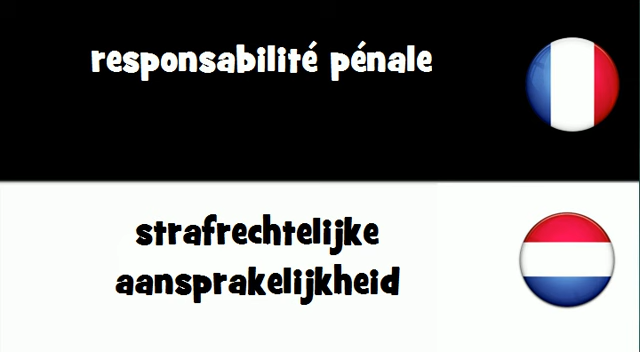 responsabilité pénale
strafrechtelijke
aansprakelijkheid